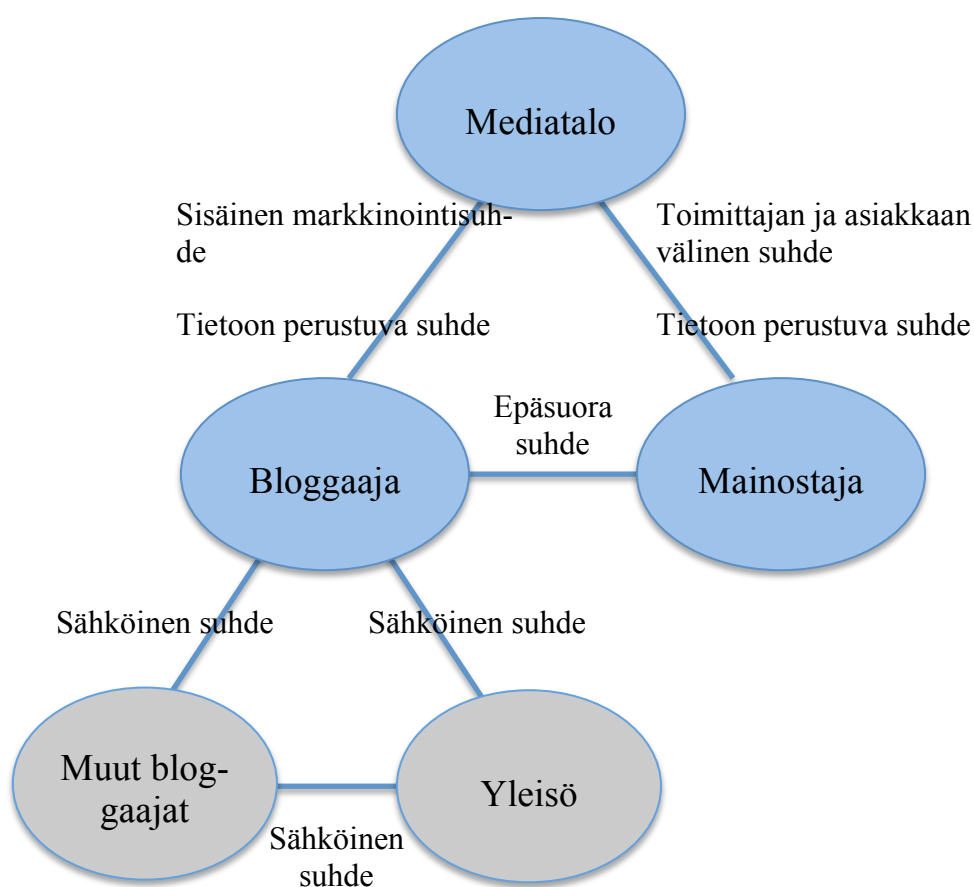 Mediatalo
Sisäinen markkinointisuh-
de
Toimittajan ja asiakkaan
välinen suhde
Tietoon perustuva suhde
Tietoon perustuva suhde
Epäsuora
suhde
Bloggaaja
Mainostaja
Sähköinen suhde
Sähköinen suhde
Muut blog-
gaajat
Yleisö
Sähköinen
suhde